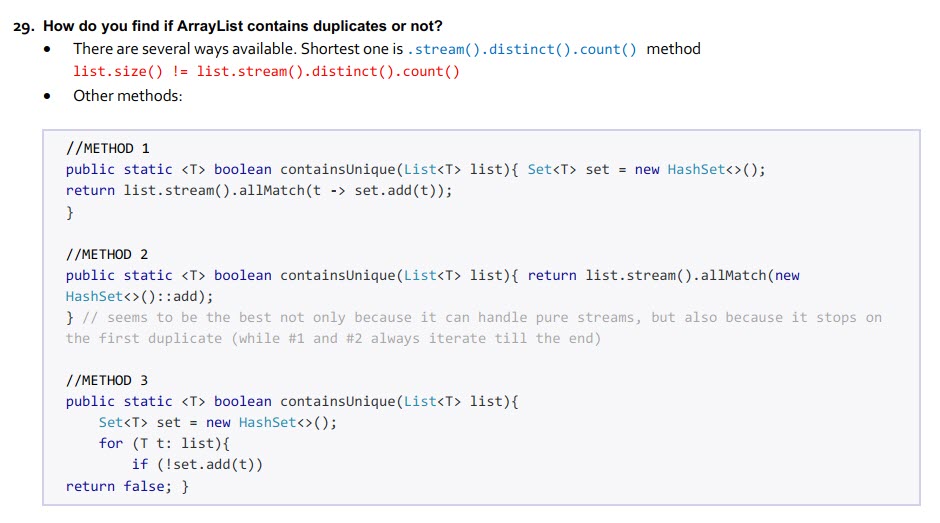 29. How do you find if ArrayList contains duplicates or not?
• There are several ways available. Shortest one is .stream().distinct().count() method
list.size() != list.stream().distinct().count()
• Other methods:
//METHOD 1
public static <T> boolean containsUnique(List<T> list){ Set<T> set = new HashSet<>();
return list.stream().allMatch(t -> set.add(t));
}
//METHOD 2
public static <T> boolean containsUnique(List<T> list){ return list.stream().allMatch(new
HashSet<>()::add);
} // seems to be the best not only because it can handle pure streams, but also because it stops on
the first duplicate (while #1 and #2 always iterate till the end)
//METHOD 3
public static <T> boolean containsUnique(List<T> list){
Set<T> set = new HashSet<>();
for (T t: list){
if (!set.add(t))
return false; }